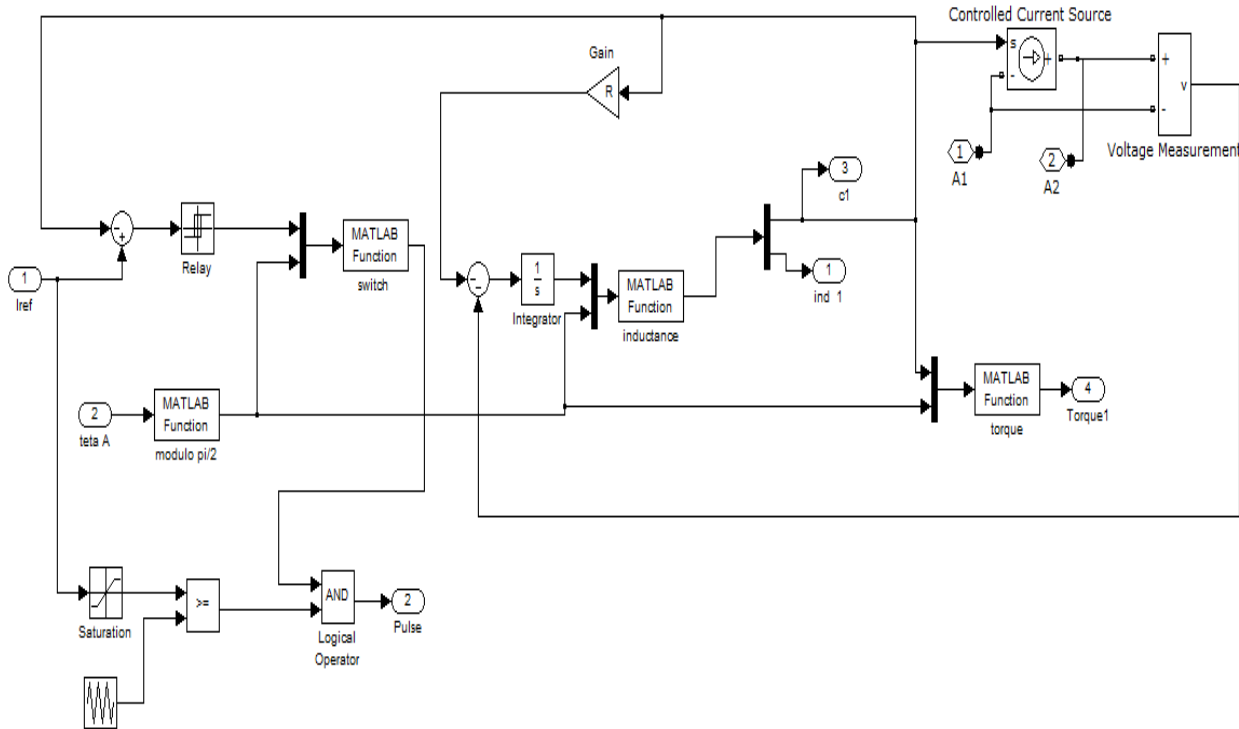 Controlled Current Source
s
+
-
+
v
-
Voltage Measurement
1
A1
2
A2
Gain
R
3
c1
1
ind 1
-
+
Relay
MATLAB
Function
switch
1
Iref
-
-
1
s
Integrator
MATLAB
Function
inductance
MATLAB
Function
torque
4
Torque1
2
teta A
MATLAB
Function
modulo pi/2
Saturation
>=
AND
Logical
Operator
2
Pulse